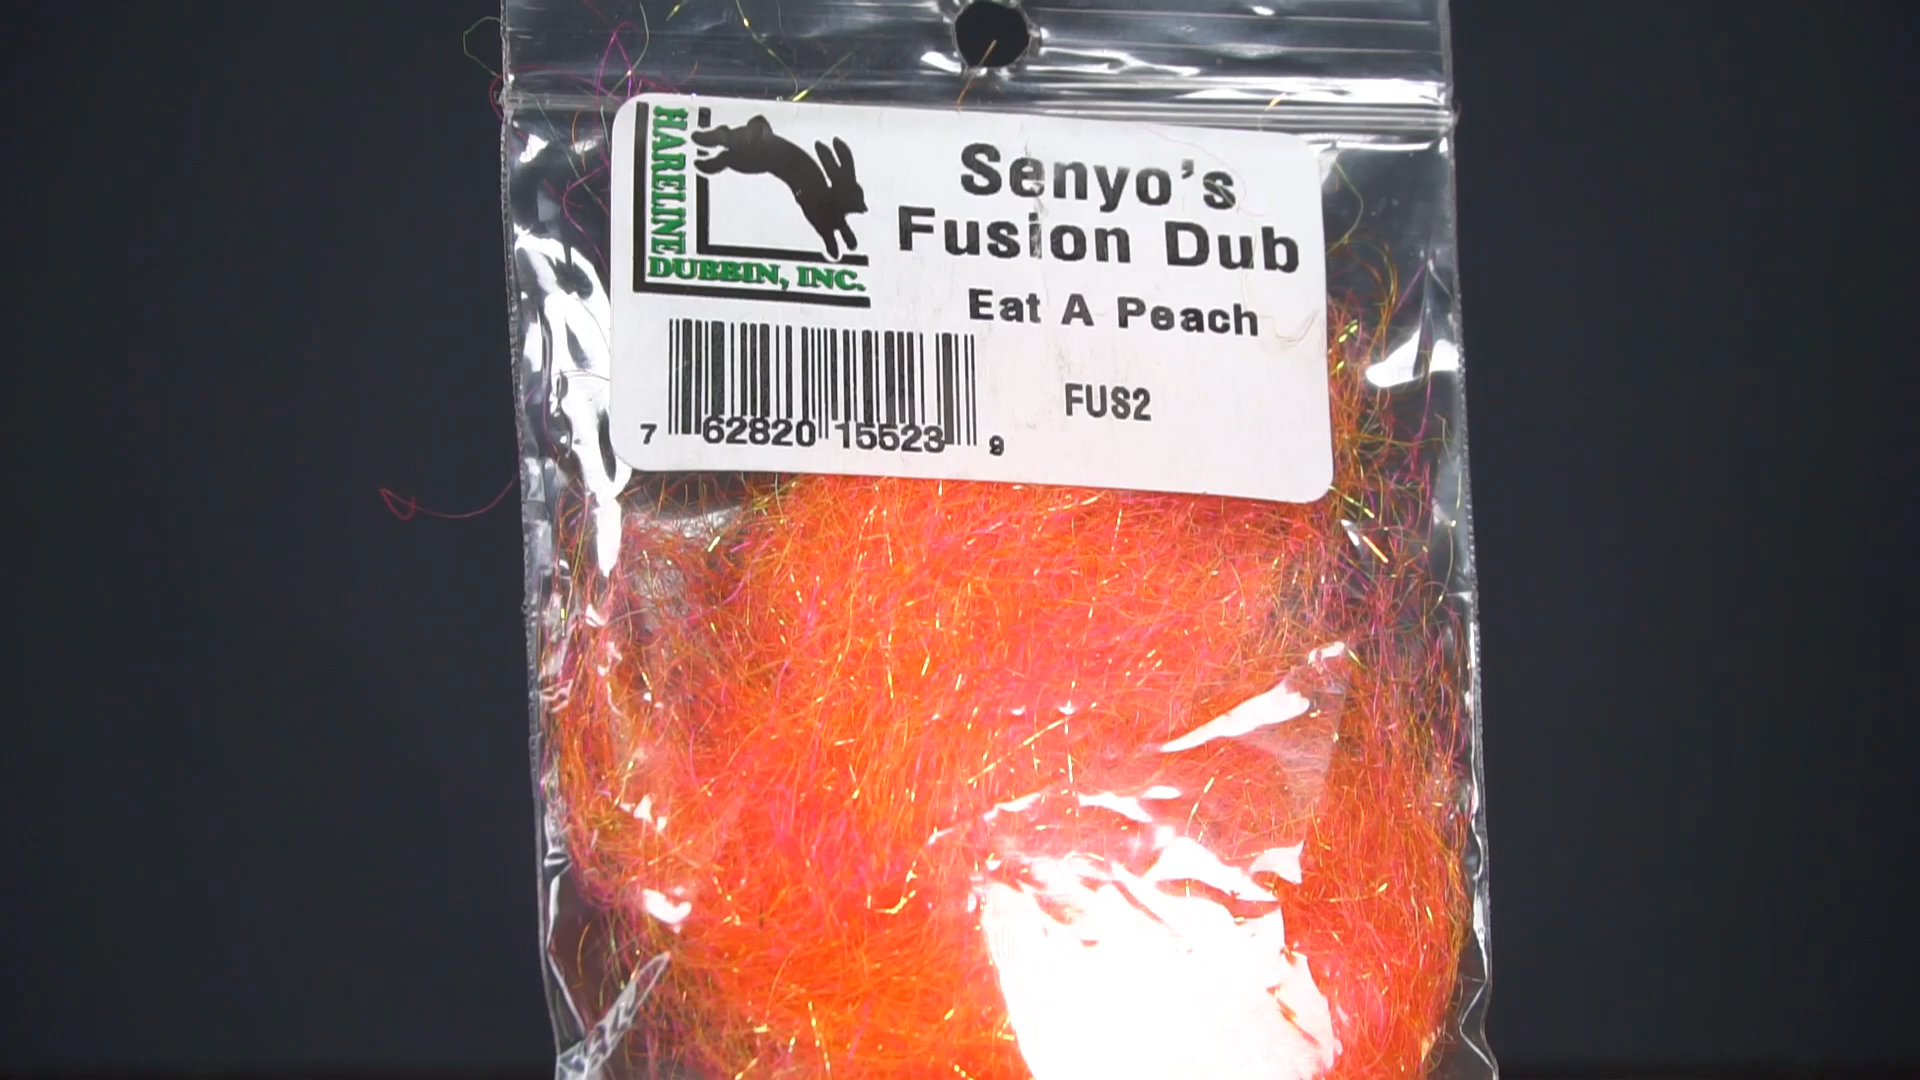 HARELINE
DUBBIN, INC.
Senyo's
Fusion Dub
Eat A Peach
FUS2
7 62820 15523 9